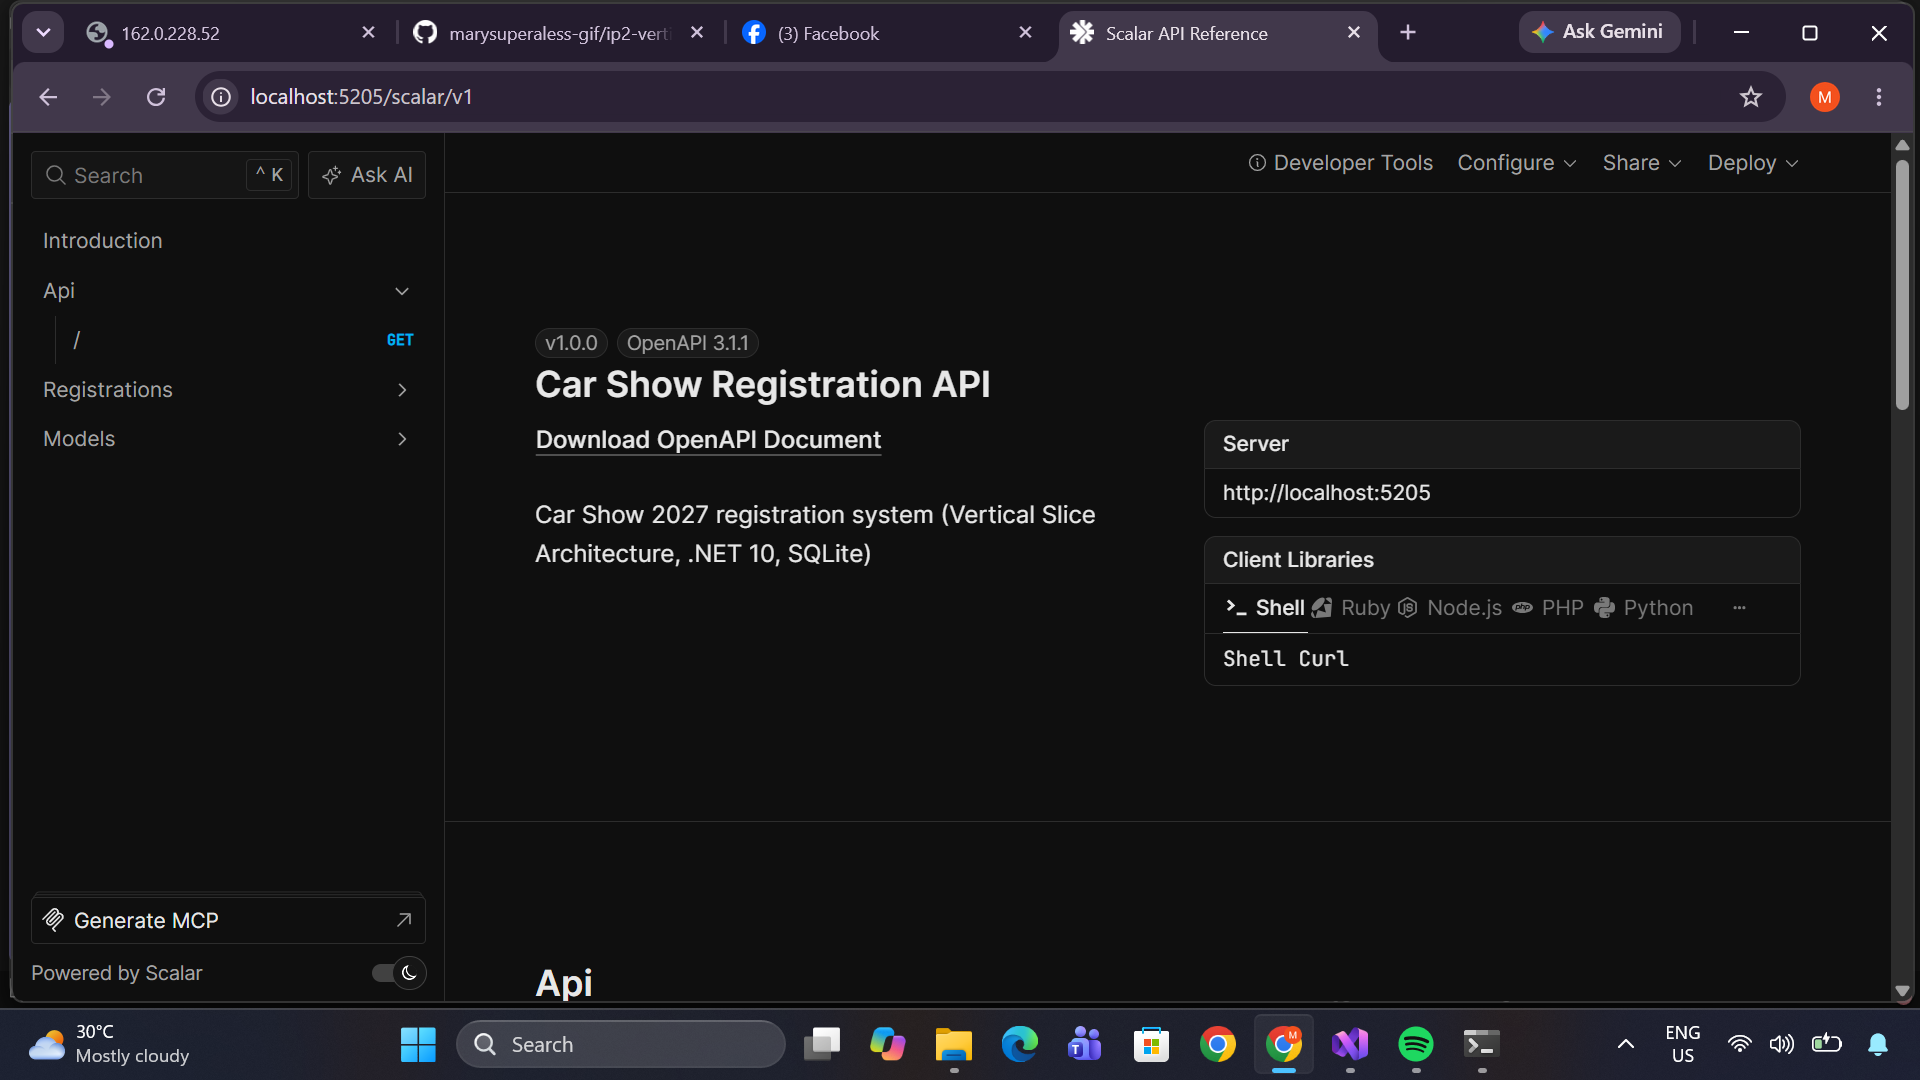 162.0.228.52
marysuperaless-gif/ip2-verti
(3) Facebook
Scalar API Reference
Ask Gemini
localhost:5205/scalar/v1
M
Search
^ K
Ask AI
Developer Tools
Configure
Share
Deploy
Introduction
Api
/
GET
Registrations
Models
v1.0.0
OpenAPI 3.1.1
Car Show Registration API
Download OpenAPI Document
Car Show 2027 registration system (Vertical Slice
Architecture, .NET 10, SQLite)
Server
http://localhost:5205
Client Libraries
Shell
Ruby
Node.js
PHP
Python
Shell Curl
Generate MCP
Powered by Scalar
Api
30°C
Mostly cloudy
Search
ENG
US